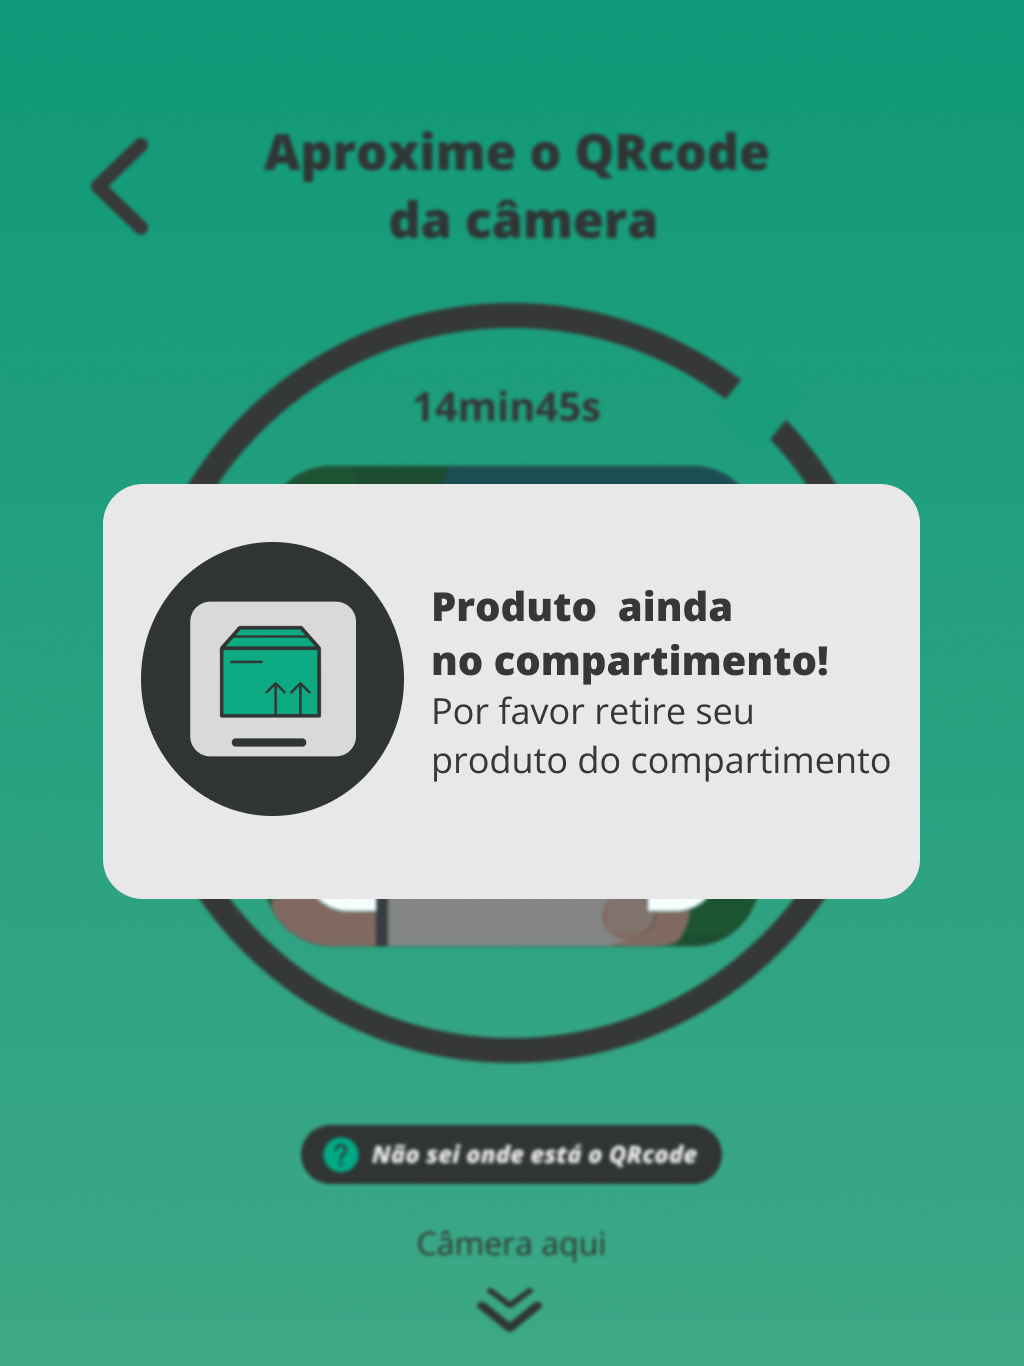 Aproxime o QRcode
da câmera
14min45s
Produto ainda
no compartimento!
Por favor retire seu
produto do compartimento
? Não sei onde está o QRcode
Câmera aqui